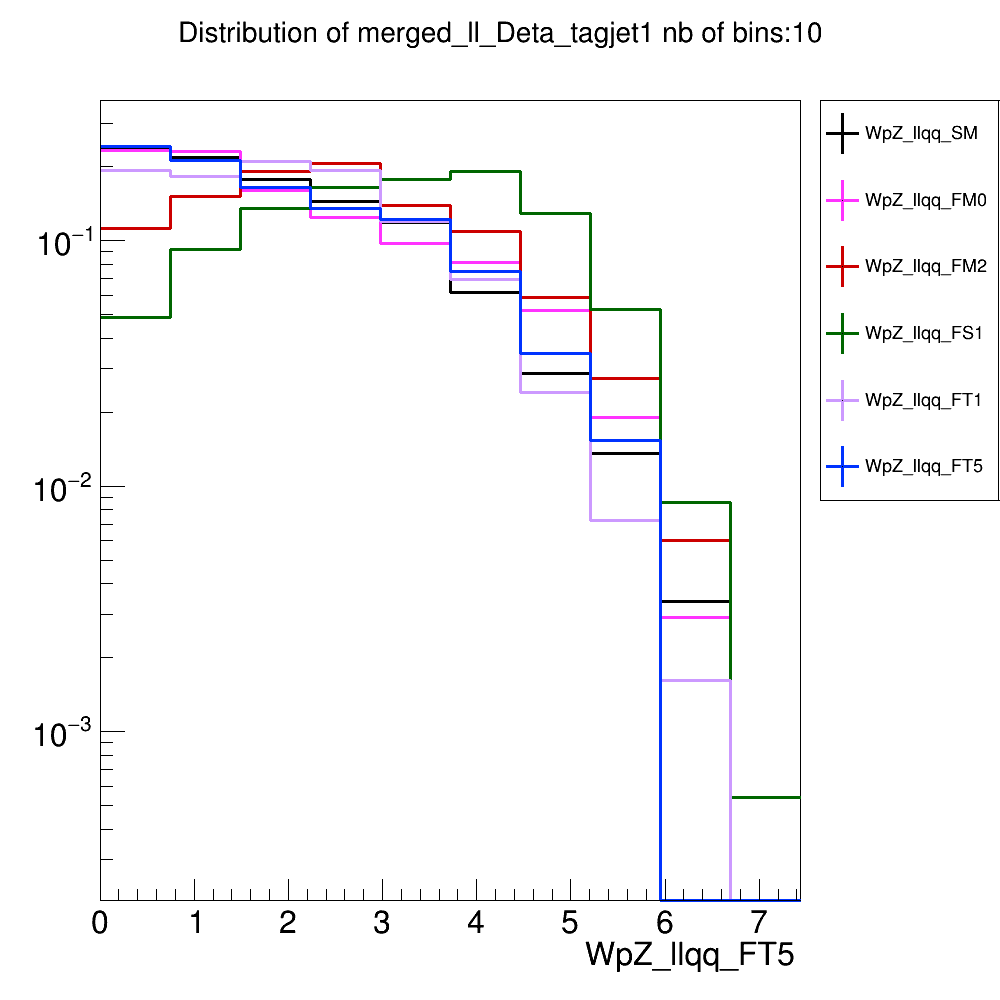 Distribution of merged_ll_Deta_tagjet1 nb of bins:10
10−1
10−2
10−3
0 1 2 3 4 5 6 7
WpZ_llqq_FT5
WpZ_llqq_SM
WpZ_llqq_FM0
WpZ_llqq_FM2
WpZ_llqq_FS1
WpZ_llqq_FT1
WpZ_llqq_FT5